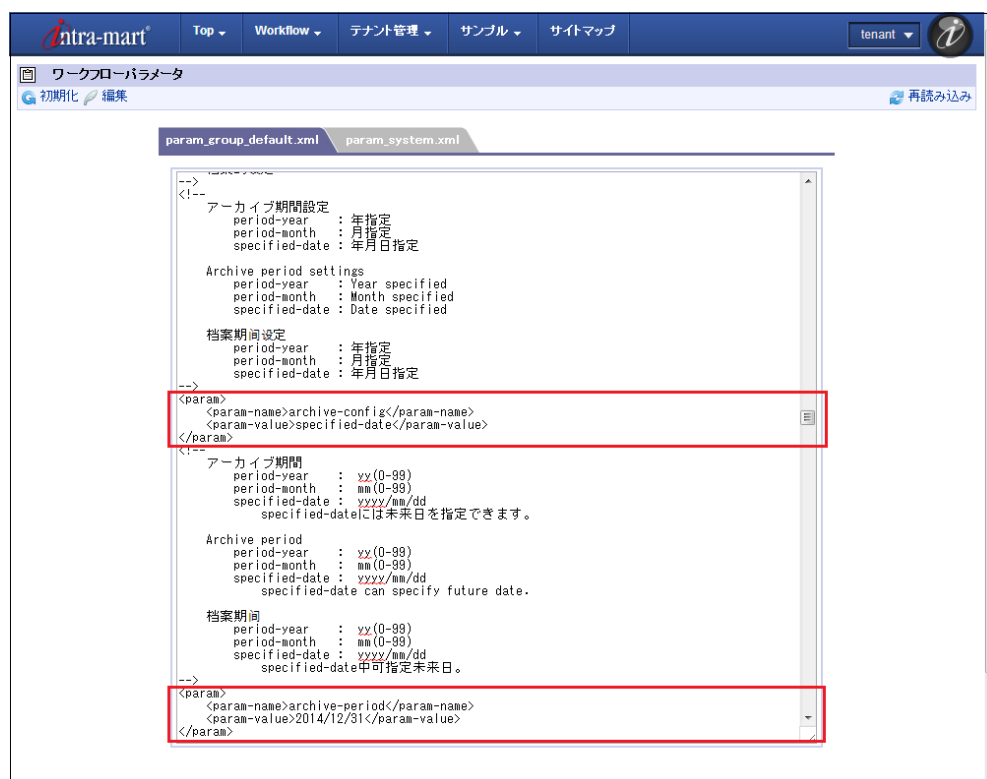 intra-mart®
Top
Workflow
テナント管理
サンプル
サイトマップ
tenant
ワークフローパラメータ
初期化 編集
再読み込み
param_group_default.xml
param_system.xml
-->
<!--
アーカイブ期間設定
period-year : 年指定
period-month : 月指定
specified-date : 年月日指定
Archive period settings
period-year : Year specified
period-month : Month specified
specified-date : Date specified
档案期间设定
period-year : 年指定
period-month : 月指定
specified-date : 年月日指定
-->
<param>
<param-name>archive-config</param-name>
<param-value>specified-date</param-value>
</param>
<!--
アーカイブ期間
period-year : yy(0-99)
period-month : mm(0-99)
specified-date : yyyy/mm/dd
specified-dateには未来日を指定できます。
Archive period
period-year : yy(0-99)
period-month : mm(0-99)
specified-date : yyyy/mm/dd
specified-date can specify future date.
档案期间
period-year : yy(0-99)
period-month : mm(0-99)
specified-date : yyyy/mm/dd
specified-date中可指定未来日。
-->
<param>
<param-name>archive-period</param-name>
<param-value>2014/12/31</param-value>
</param>